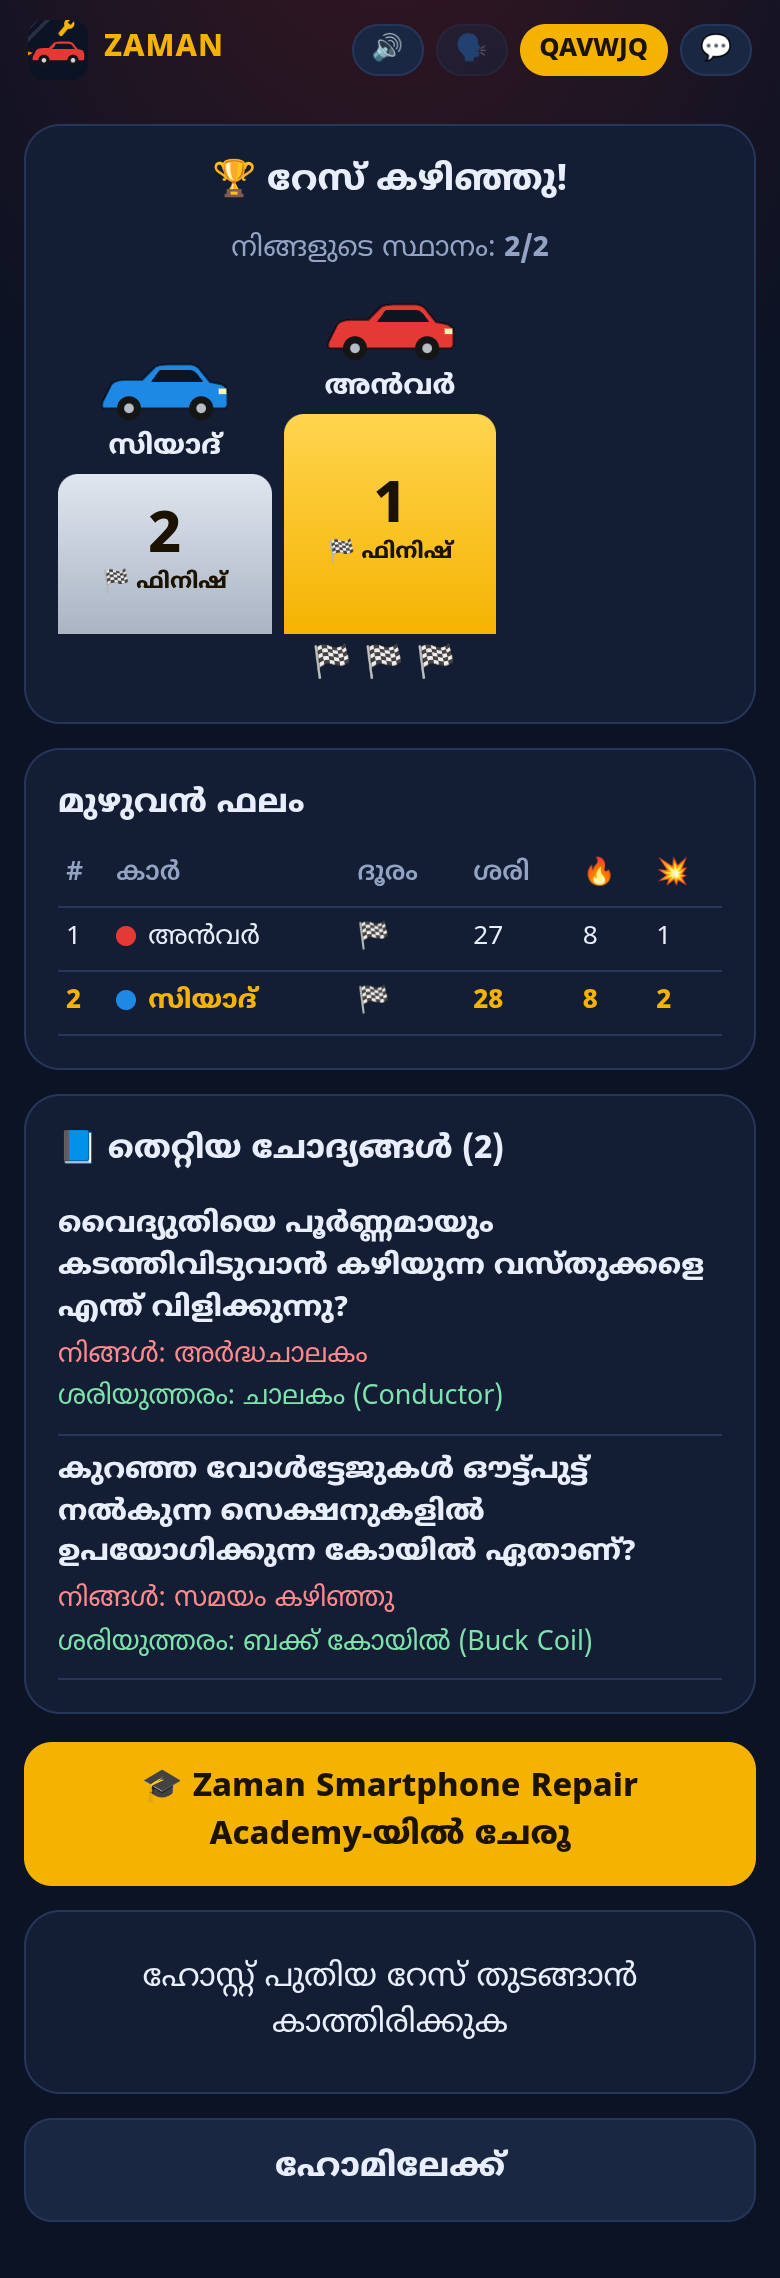 ZAMAN
QAVWJQ
റേസ് കഴിഞ്ഞു!
നിങ്ങളുടെ സ്ഥാനം: 2/2
അൻവർ
സിയാദ്
1
ഫിനിഷ്
2
ഫിനിഷ്
മുഴുവൻ ഫലം
# കാർ ദൂരം ശരി
1 അൻവർ 27 8 1
2 സിയാദ് 28 8 2
തെറ്റിയ ചോദ്യങ്ങൾ (2)
വൈദ്യുതിയെ പൂർണ്ണമായും
കടത്തിവിടുവാൻ കഴിയുന്ന വസ്തുക്കളെ
എന്ത് വിളിക്കുന്നു?
നിങ്ങൾ: അർദ്ധചാലകം
ശരിയുത്തരം: ചാലകം (Conductor)
കുറഞ്ഞ വോൾട്ടേജുകൾ ഔട്ട്പുട്ട്
നൽകുന്ന സെക്ഷനുകളിൽ
ഉപയോഗിക്കുന്ന കോയിൽ ഏതാണ്?
നിങ്ങൾ: സമയം കഴിഞ്ഞു
ശരിയുത്തരം: ബക്ക് കോയിൽ (Buck Coil)
Zaman Smartphone Repair
Academy-യിൽ ചേരൂ
ഹോസ്റ്റ് പുതിയ റേസ് തുടങ്ങാൻ
കാത്തിരിക്കുക
ഹോമിലേക്ക്